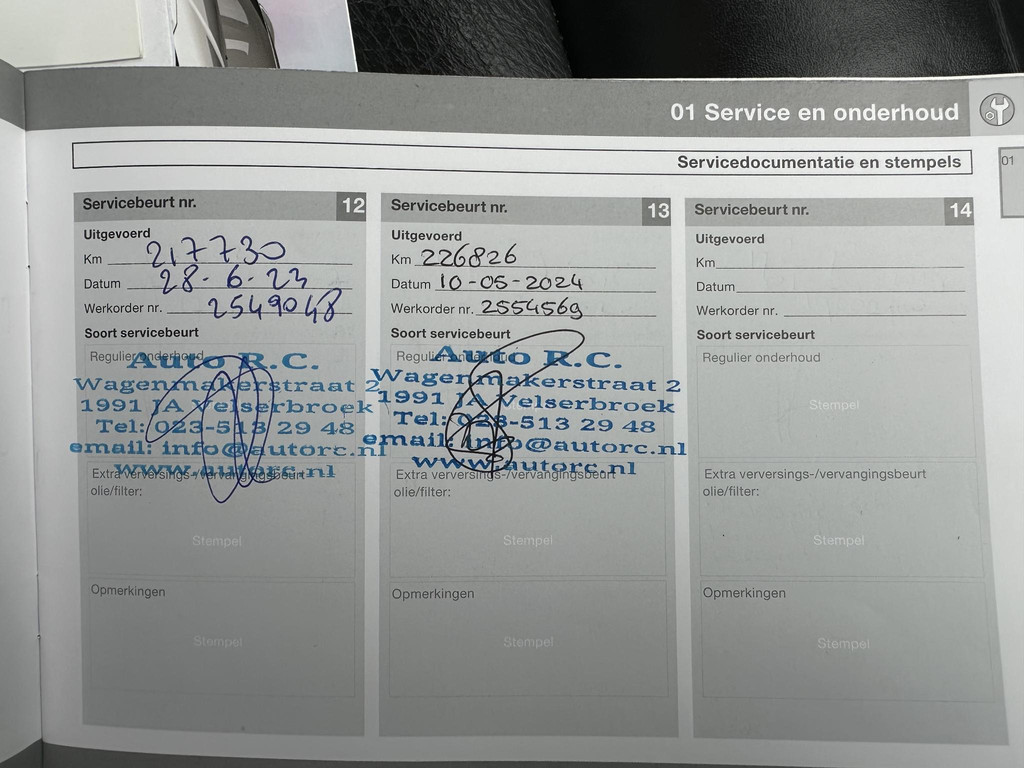 01 Service en onderhoud
01
Servicedocumentatie en stempels
Servicebeurt nr. 12
Uitgevoerd
Km 217730
Datum 28-6-23
Werkorder nr. 2549048
Soort servicebeurt
Regulier onderhoud
Auto R.C.
Wagenmakerstraat 2
1991 JA Velserbroek
Tel: 023-513 29 48
email: info@autorc.nl
www.autorc.nl
Extra verversings-/vervangingsbeurt
olie/filter:
Stempel
Opmerkingen
Stempel
Servicebeurt nr. 13
Uitgevoerd
Km 226826
Datum 10-05-2024
Werkorder nr. 2554569
Soort servicebeurt
Regulier onderhoud
Auto R.C.
Wagenmakerstraat 2
1991 JA Velserbroek
Tel: 023-513 29 48
email: info@autorc.nl
www.autorc.nl
Extra verversings-/vervangingsbeurt
olie/filter:
Stempel
Opmerkingen
Stempel
Servicebeurt nr. 14
Uitgevoerd
Km
Datum
Werkorder nr.
Soort servicebeurt
Regulier onderhoud
Stempel
Extra verversings-/vervangingsbeurt
olie/filter:
Stempel
Opmerkingen
Stempel